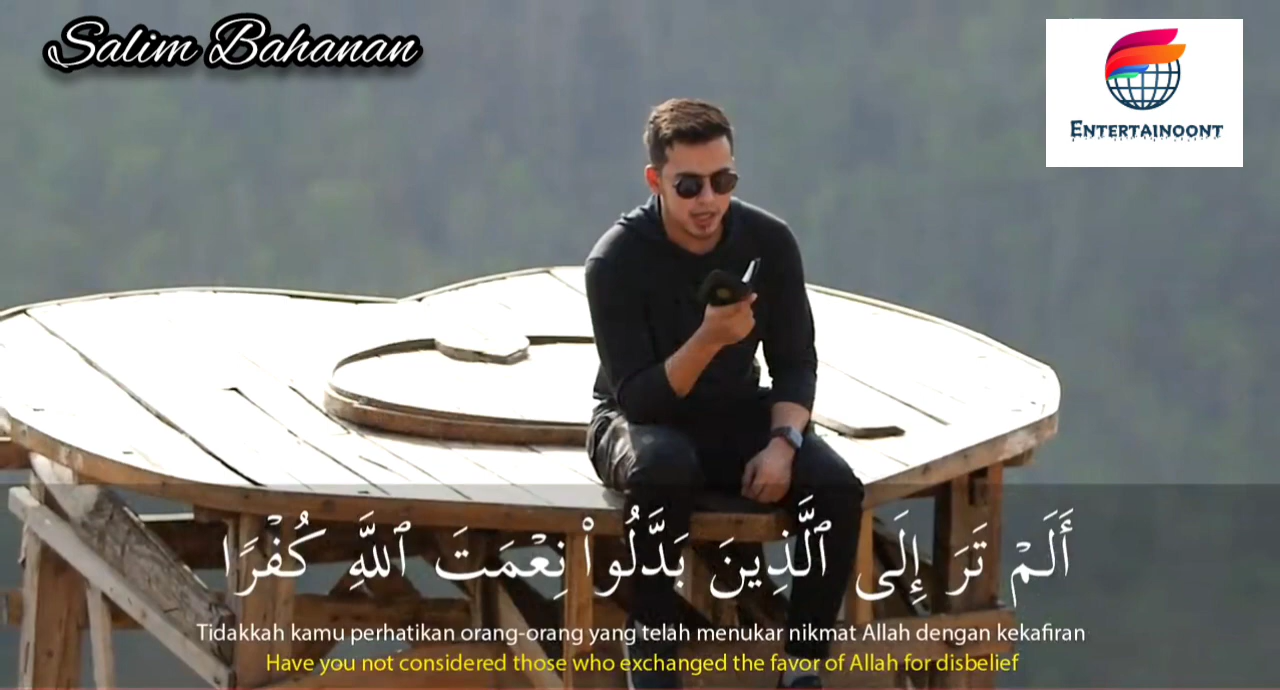 Salim Bahanan
ENTERTAINOONT
أَلَمْ تَرَ إِلَى ٱلَّذِينَ بَدَّلُوا۟ نِعْمَتَ ٱللَّهِ كُفْرًا
Tidakkah kamu perhatikan orang-orang yang telah menukar nikmat Allah dengan kekafiran
Have you not considered those who exchanged the favor of Allah for disbelief